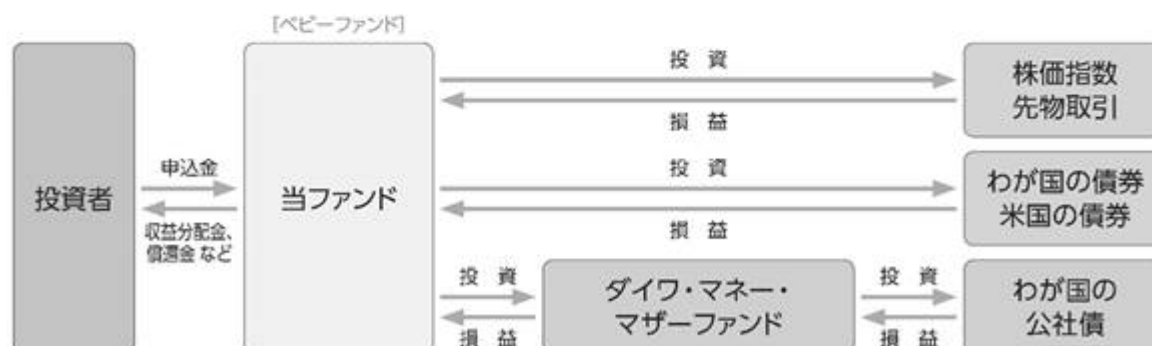 [ベビーファンド]
投資者
申込金
収益分配金、
償還金 など
当ファンド
投 資
損 益
株価指数
先物取引
投 資
損 益
わが国の債券
米国の債券
投 資
損 益
ダイワ・マネー・
マザーファンド
投 資
損 益
わが国の
公社債